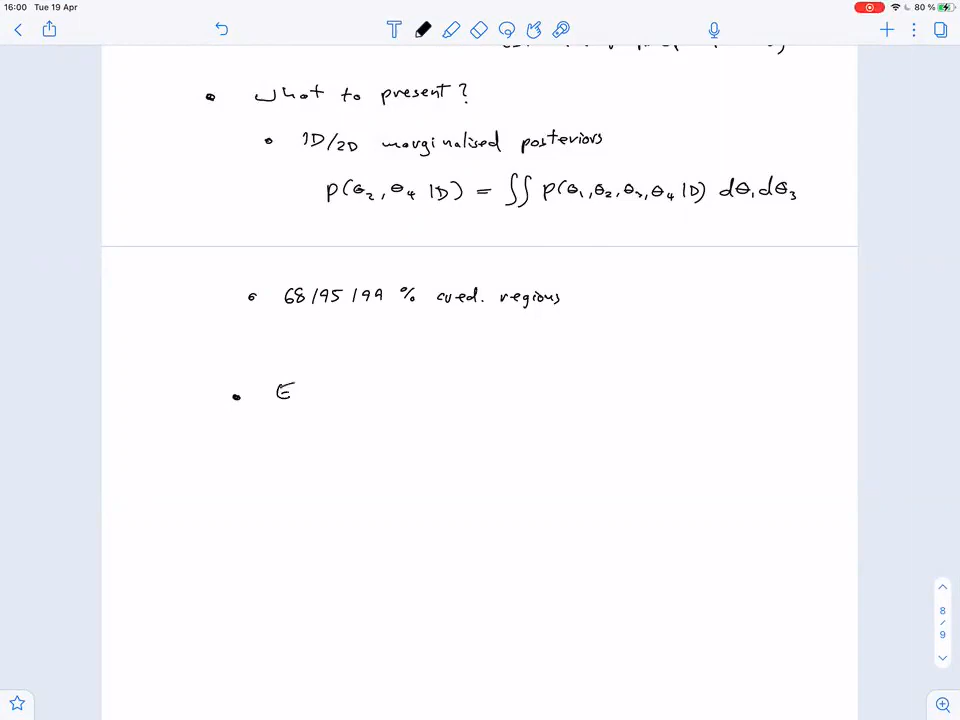 16:00 Tue 19 Apr 80 %
• What to present?
• 1D/2D marginalised posteriors
p(θ₂, θ₄ | D) = ∫∫ p(θ₁, θ₂, θ₃, θ₄ | D) dθ₁ dθ₃
• 68/95/99 % cred. regions
• E
8
/
9